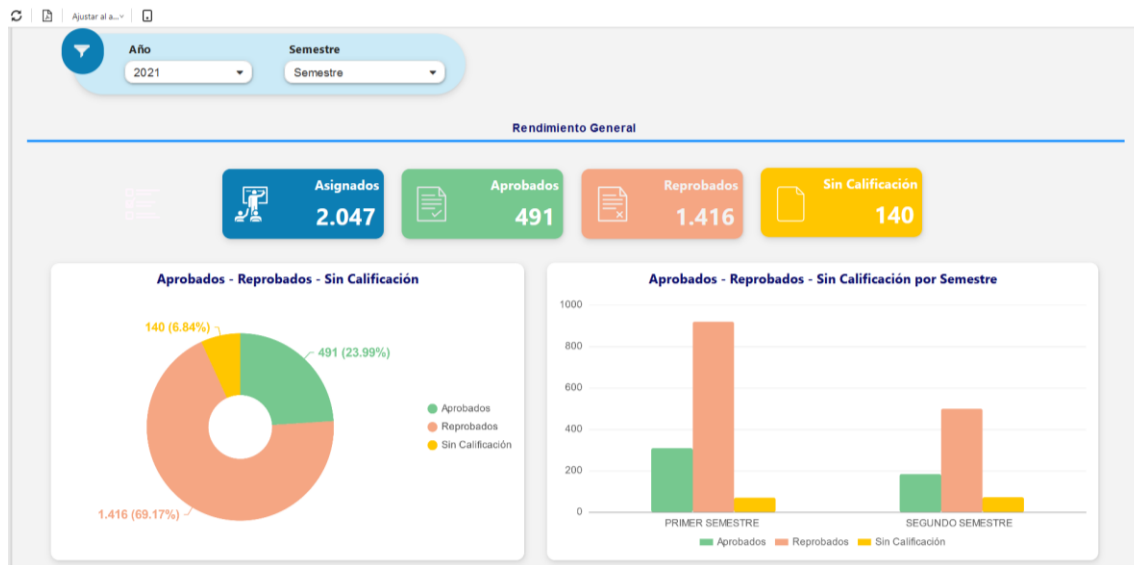 Ajustar al a...
Año
Semestre
2021
Semestre
Rendimiento General
Asignados
2.047
Aprobados
491
Reprobados
1.416
Sin Calificación
140
Aprobados - Reprobados - Sin Calificación
140 (6.84%)
491 (23.99%)
1.416 (69.17%)
Aprobados
Reprobados
Sin Calificación
Aprobados - Reprobados - Sin Calificación por Semestre
1000
800
600
400
200
0
PRIMER SEMESTRE
SEGUNDO SEMESTRE
Aprobados
Reprobados
Sin Calificación